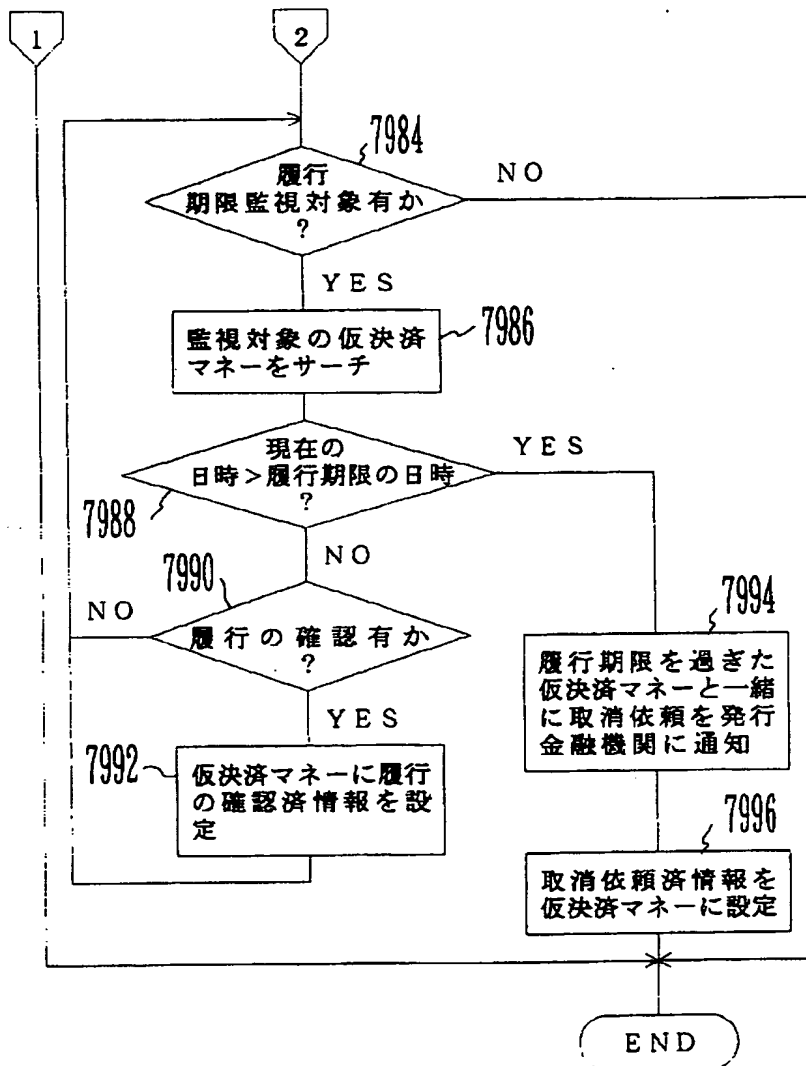 1
2
7984
履行
期限監視対象有か
?
NO
YES
監視対象の仮決済
マネーをサーチ
7986
現在の
日時>履行期限の日時
?
YES
7988
NO
7990
NO
履行の確認有か
?
YES
7994
履行期限を過ぎた
仮決済マネーと一緒
に取消依頼を発行
金融機関に通知
7992
仮決済マネーに履行
の確認済情報を設
定
7996
取消依頼済情報を
仮決済マネーに設定
END